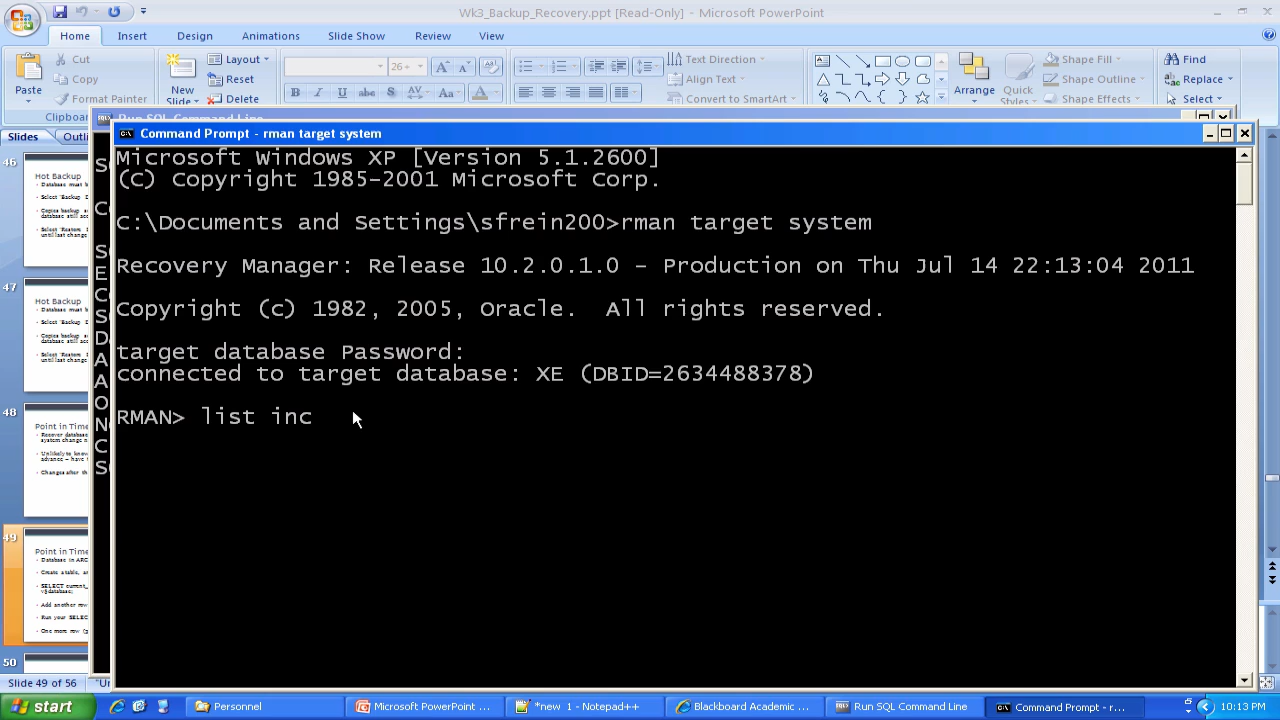 Wk3_Backup_Recovery.ppt [Read-Only] - Microsoft PowerPoint
Home Insert Design Animations Slide Show Review View
Cut
Copy
Format Painter
Paste
New
Slide
Layout
Reset
Delete
26
Text Direction
Align Text
Convert to SmartArt
Arrange
Quick
Styles
Shape Fill
Shape Outline
Shape Effects
Find
Replace
Select
Slides
Run SQL Command Line
Command Prompt - rman target system
Microsoft Windows XP [Version 5.1.2600]
(C) Copyright 1985-2001 Microsoft Corp.
C:\Documents and Settings\sfrein200>rman target system
Recovery Manager: Release 10.2.0.1.0 - Production on Thu Jul 14 22:13:04 2011
Copyright (c) 1982, 2005, Oracle.  All rights reserved.
target database Password:
connected to target database: XE (DBID=2634488378)
RMAN> list inc
46
Hot Backup
47
Hot Backup
48
Point in Time
49
Point in Time
50
Slide 49 of 56
start
Personnel
Microsoft PowerPoint ...
*new 1 - Notepad++
Blackboard Academic ...
Run SQL Command Line
Command Prompt - r...
10:13 PM